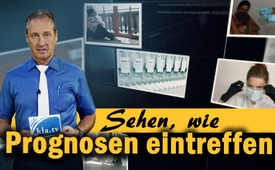 kla.tv
Sehen, wie
Prognosen eintreffen